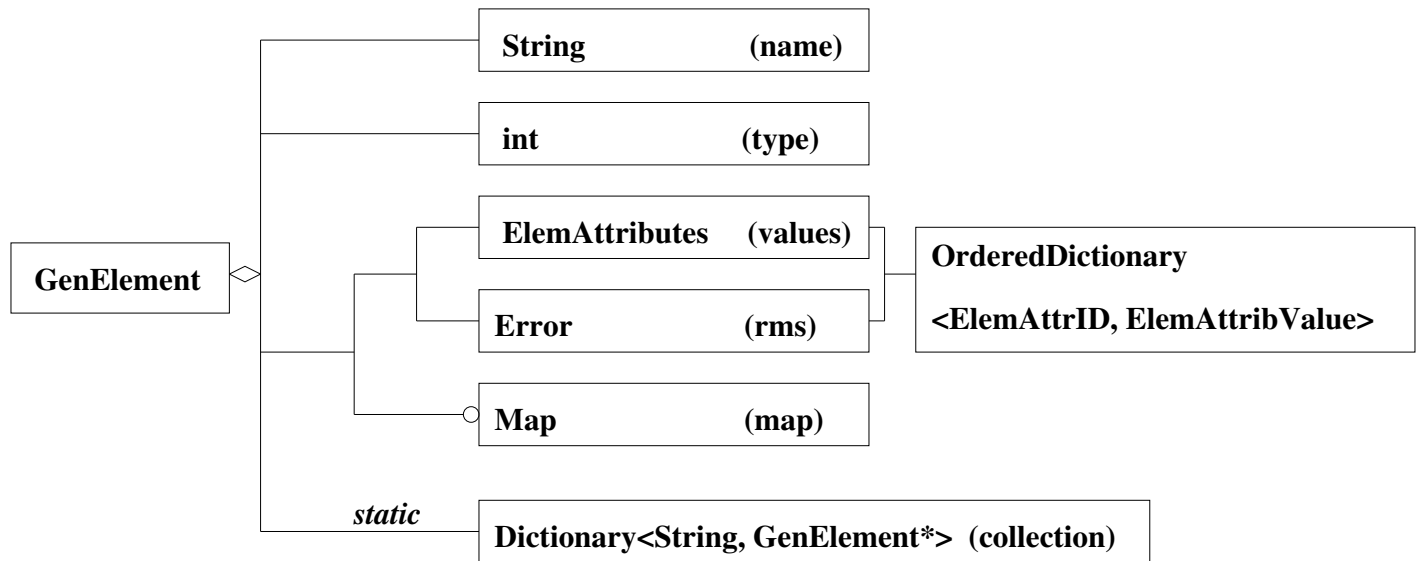 String (name)
int (type)
ElemAttributes (values)
GenElement
Error (rms)
OrderedDictionary
<ElemAttrID, ElemAttribValue>
Map (map)
static
Dictionary<String, GenElement*> (collection)